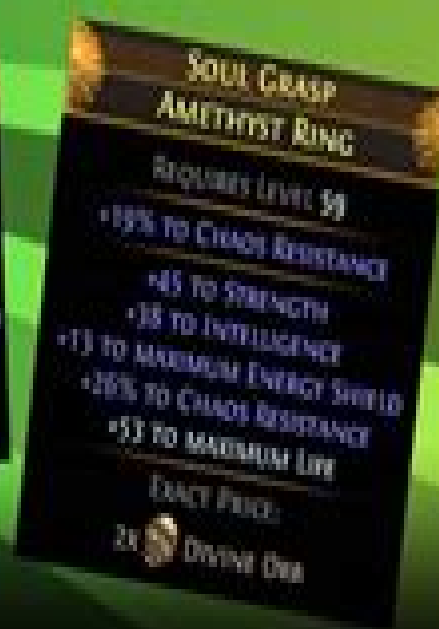 Soul Grasp
Amethyst Ring
Requires Level 59
+19% to Chaos Resistance
+45 to Strength
+38 to Intelligence
+13 to maximum Energy Shield
+26% to Chaos Resistance
+53 to maximum Life
Exact Price:
2x Divine Orb